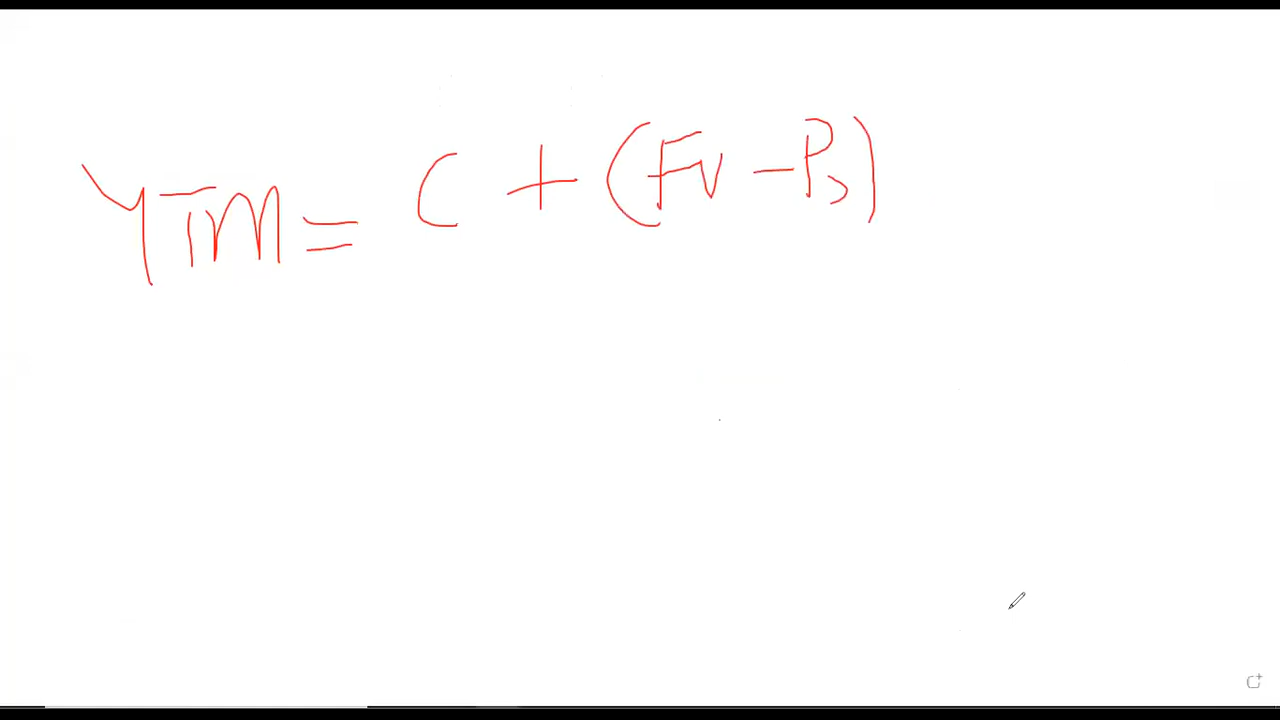 YTM = C + (Fv - P)